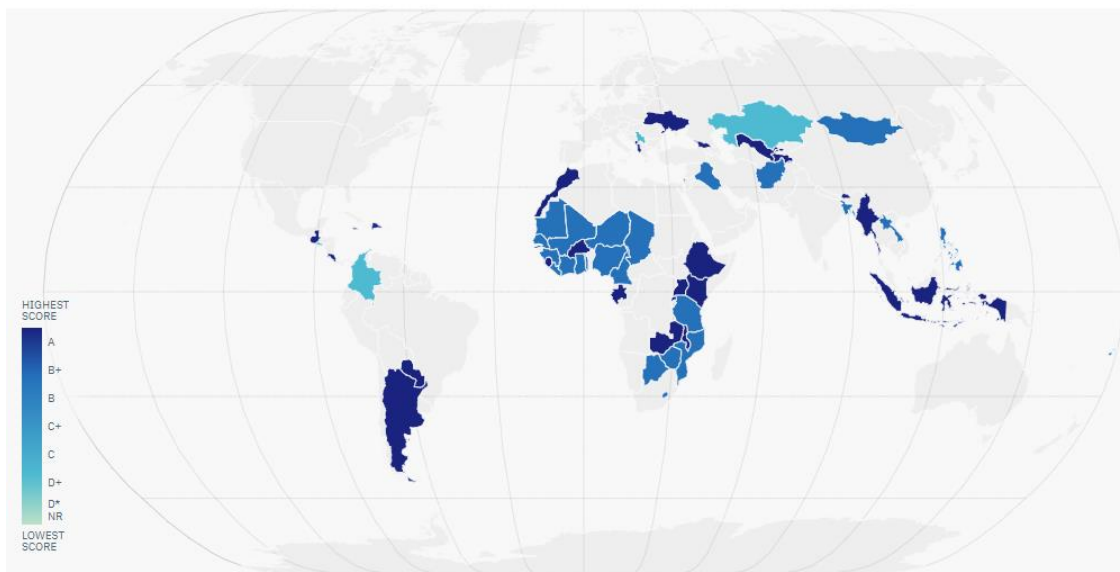 HIGHEST
SCORE
A
B+
B
C+
C
D+
D*
NR
LOWEST
SCORE